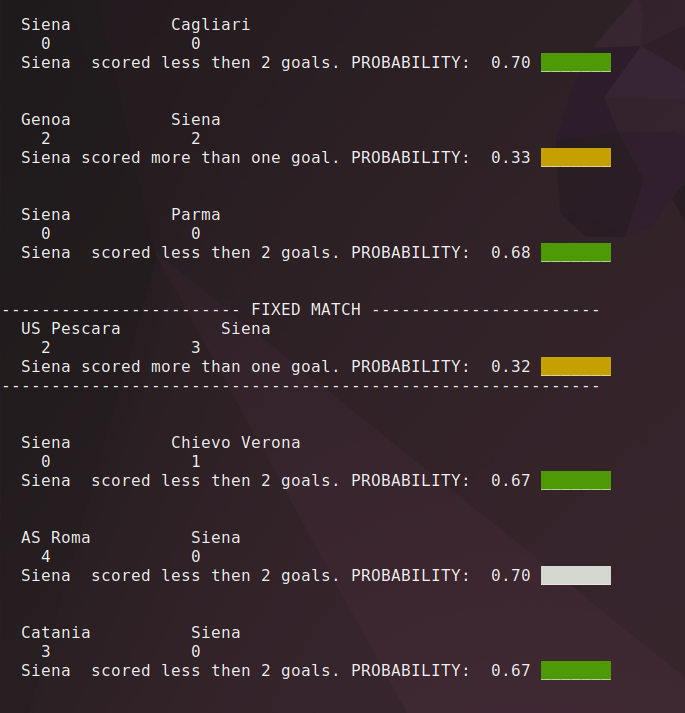 Siena Cagliari
0 0
Siena scored less then 2 goals. PROBABILITY: 0.70
Genoa Siena
2 2
Siena scored more than one goal. PROBABILITY: 0.33
Siena Parma
0 0
Siena scored less then 2 goals. PROBABILITY: 0.68
------------------------ FIXED MATCH -----------------------
US Pescara Siena
2 3
Siena scored more than one goal. PROBABILITY: 0.32
------------------------------------------------------------
Siena Chievo Verona
0 1
Siena scored less then 2 goals. PROBABILITY: 0.67
AS Roma Siena
4 0
Siena scored less then 2 goals. PROBABILITY: 0.70
Catania Siena
3 0
Siena scored less then 2 goals. PROBABILITY: 0.67